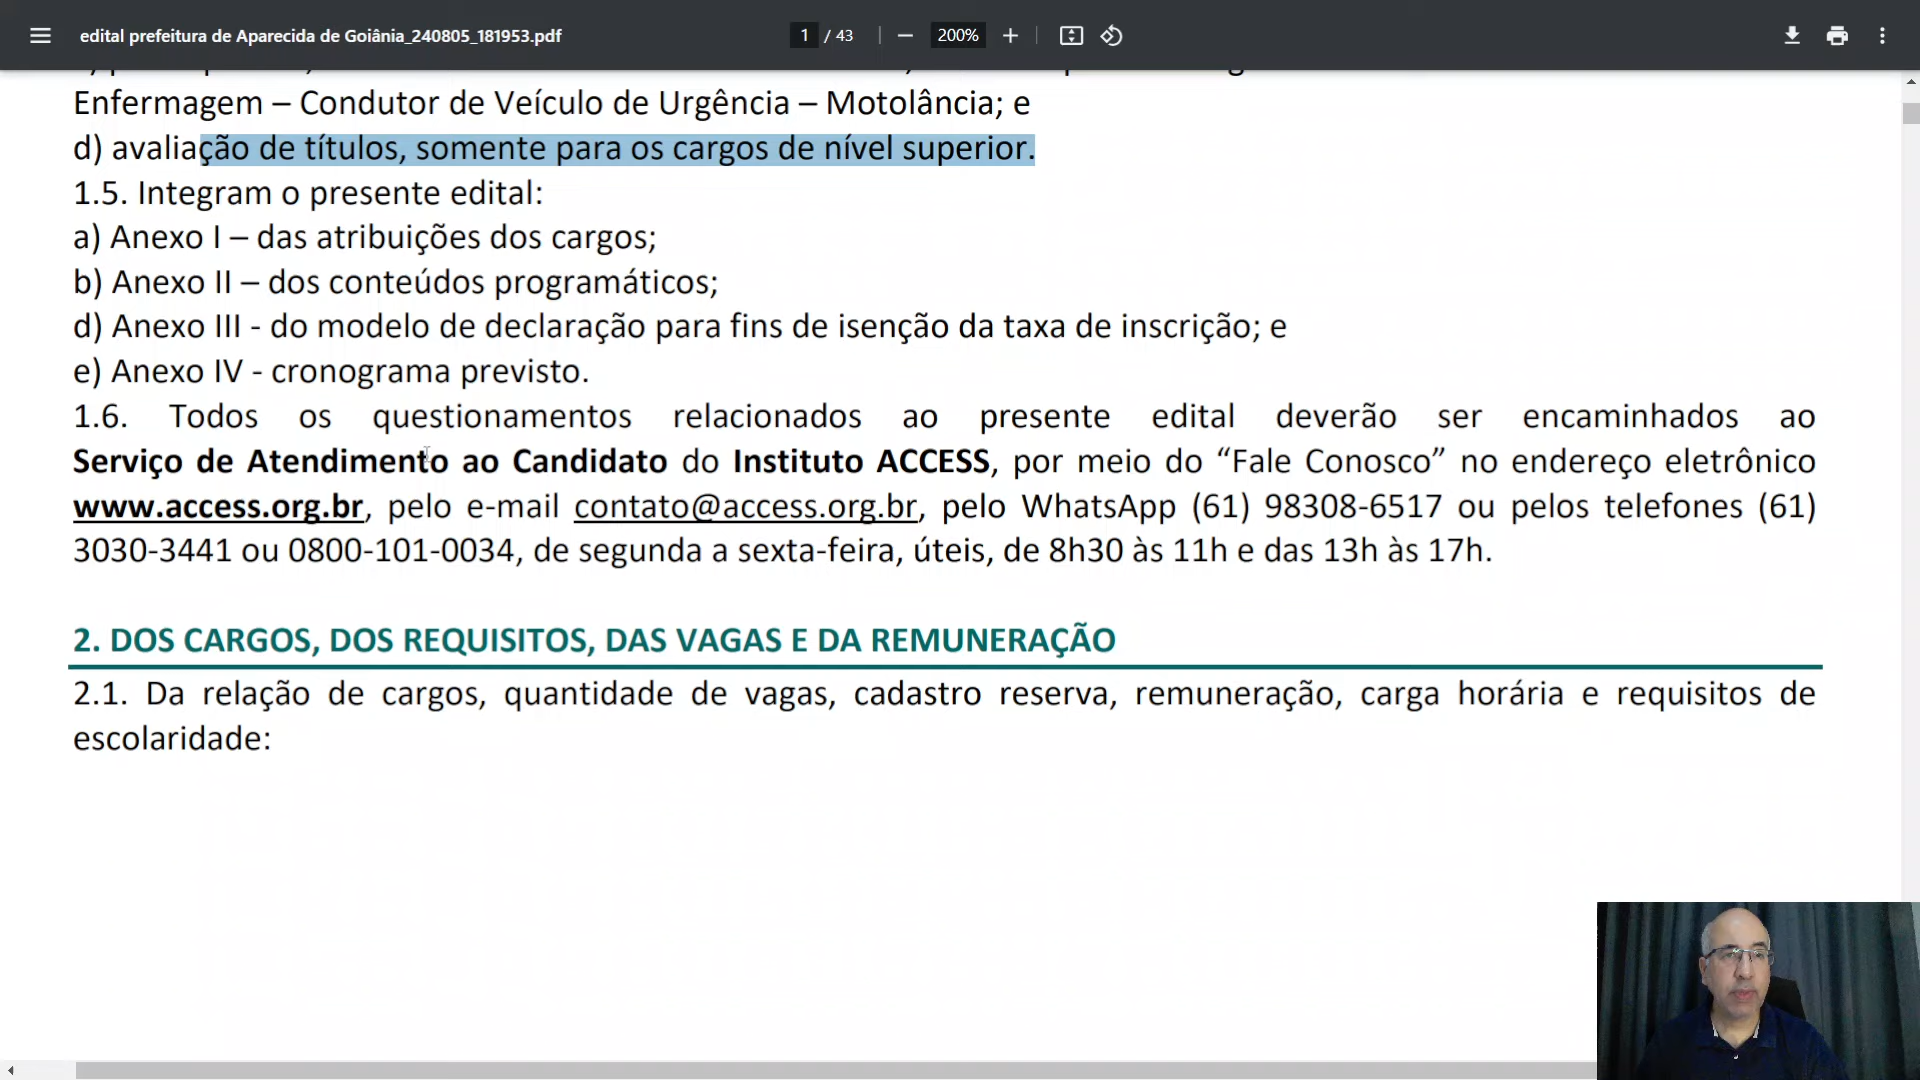 edital prefeitura de Aparecida de Goiânia_240805_181953.pdf
1 / 43
200%
Enfermagem – Condutor de Veículo de Urgência – Motolância; e
d) avaliação de títulos, somente para os cargos de nível superior.
1.5. Integram o presente edital:
a) Anexo I – das atribuições dos cargos;
b) Anexo II – dos conteúdos programáticos;
d) Anexo III - do modelo de declaração para fins de isenção da taxa de inscrição; e
e) Anexo IV - cronograma previsto.
1.6. Todos os questionamentos relacionados ao presente edital deverão ser encaminhados ao
Serviço de Atendimento ao Candidato do Instituto ACCESS, por meio do “Fale Conosco” no endereço eletrônico
www.access.org.br, pelo e-mail contato@access.org.br, pelo WhatsApp (61) 98308-6517 ou pelos telefones (61)
3030-3441 ou 0800-101-0034, de segunda a sexta-feira, úteis, de 8h30 às 11h e das 13h às 17h.
2. DOS CARGOS, DOS REQUISITOS, DAS VAGAS E DA REMUNERAÇÃO
2.1. Da relação de cargos, quantidade de vagas, cadastro reserva, remuneração, carga horária e requisitos de
escolaridade: